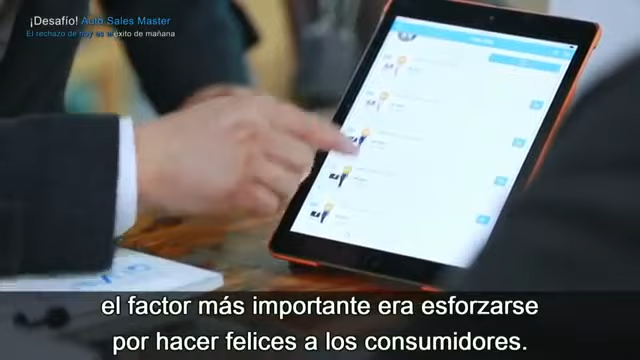 ¡Desafío! Auto Sales Master
El rechazo de hoy es el éxito de mañana
el factor más importante era esforzarse
por hacer felices a los consumidores.